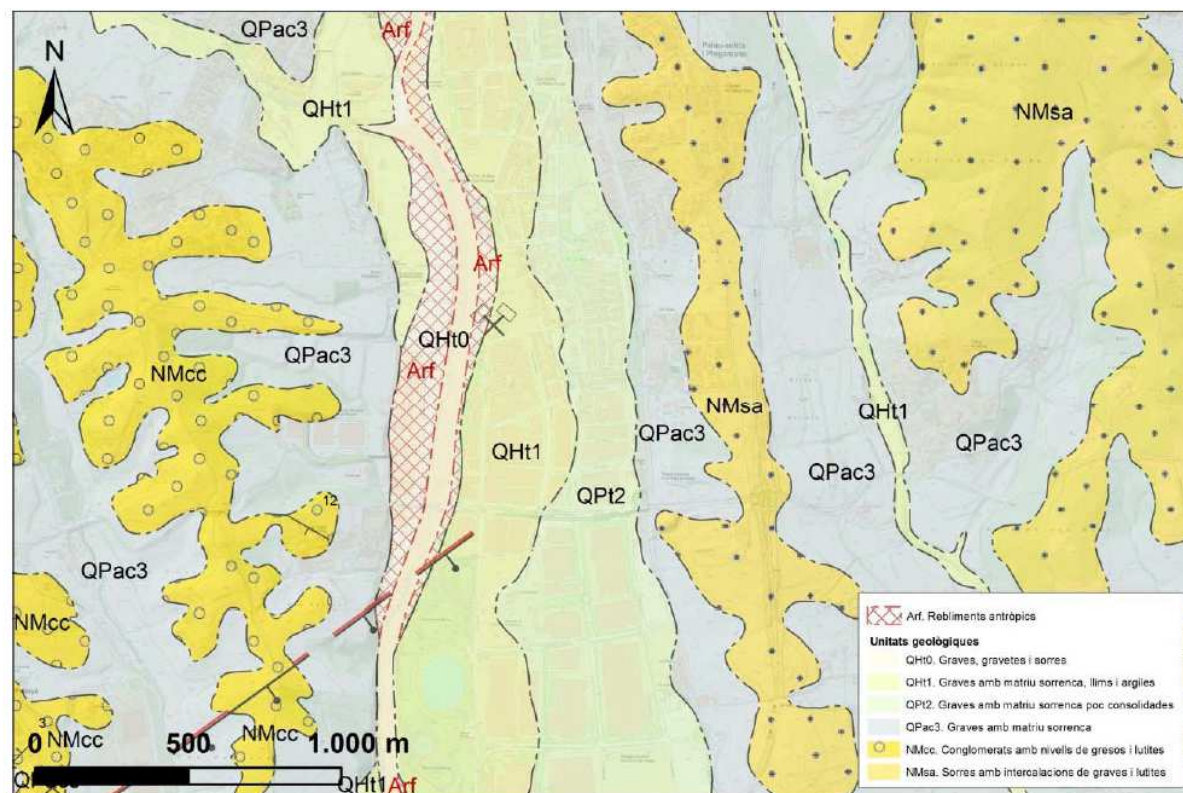 QPac3
Arf
N
QHt1
NMsa
Arf
QHt0
QPac3
NMcc
Arf
NMsa
QHt1
QPac3
QHt1
QPac3
QPac3
QPt2
12
QPac3
NMcc
3
NMcc
NMcc
0 500 1.000 m
QHt1
Arf
Arf. Rebliments antròpics
Unitats geològiques
QHt0. Graves, gravetes i sorres
QHt1. Graves amb matriu sorrenca, llims i argiles
QPt2. Graves amb matriu sorrenca poc consolidades
QPac3. Graves amb matriu sorrenca
NMcc. Conglomerats amb nivells de gresos i lutites
NMsa. Sorres amb intercalacions de graves i lutites